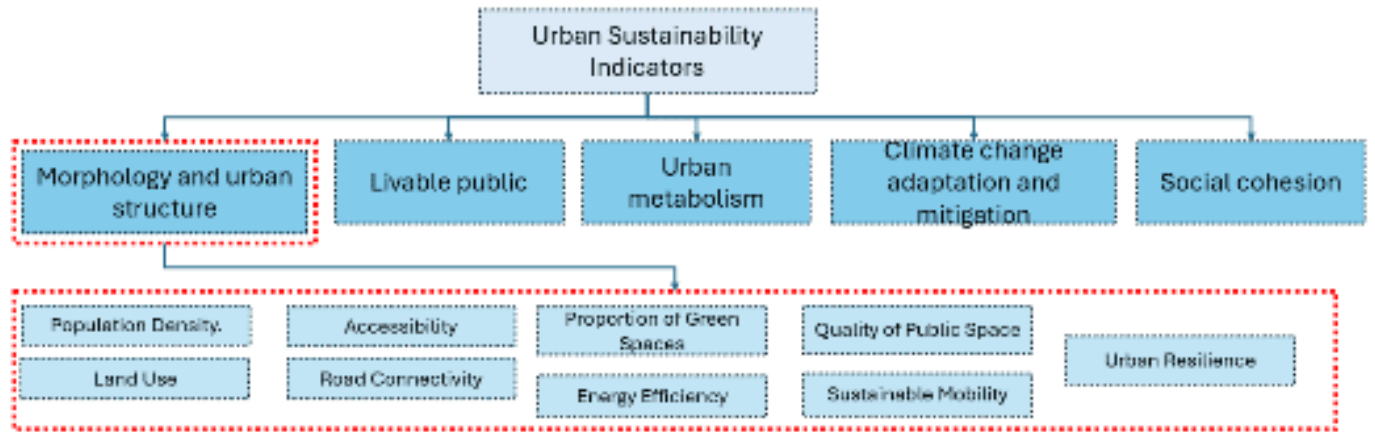 Urban Sustainability
Indicators
Morphology and urban
structure
Livable public
Urban
metabolism
Climate change
adaptation and
mitigation
Social cohesion
Population Density.
Land Use
Accessibility
Road Connectivity
Proportion of Green
Spaces
Energy Efficiency
Quality of Public Space
Sustainable Mobility
Urban Resilience